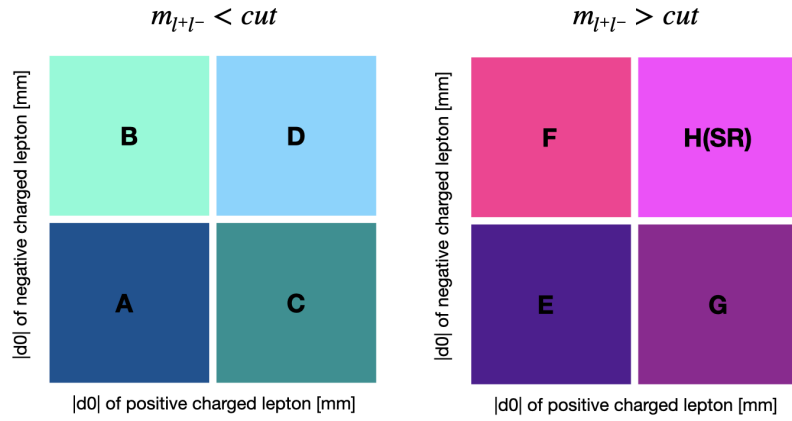 m_{l⁺l⁻} < cut
m_{l⁺l⁻} > cut
|d0| of negative charged lepton [mm]
B
D
A
C
|d0| of positive charged lepton [mm]
|d0| of negative charged lepton [mm]
F
H(SR)
E
G
|d0| of positive charged lepton [mm]